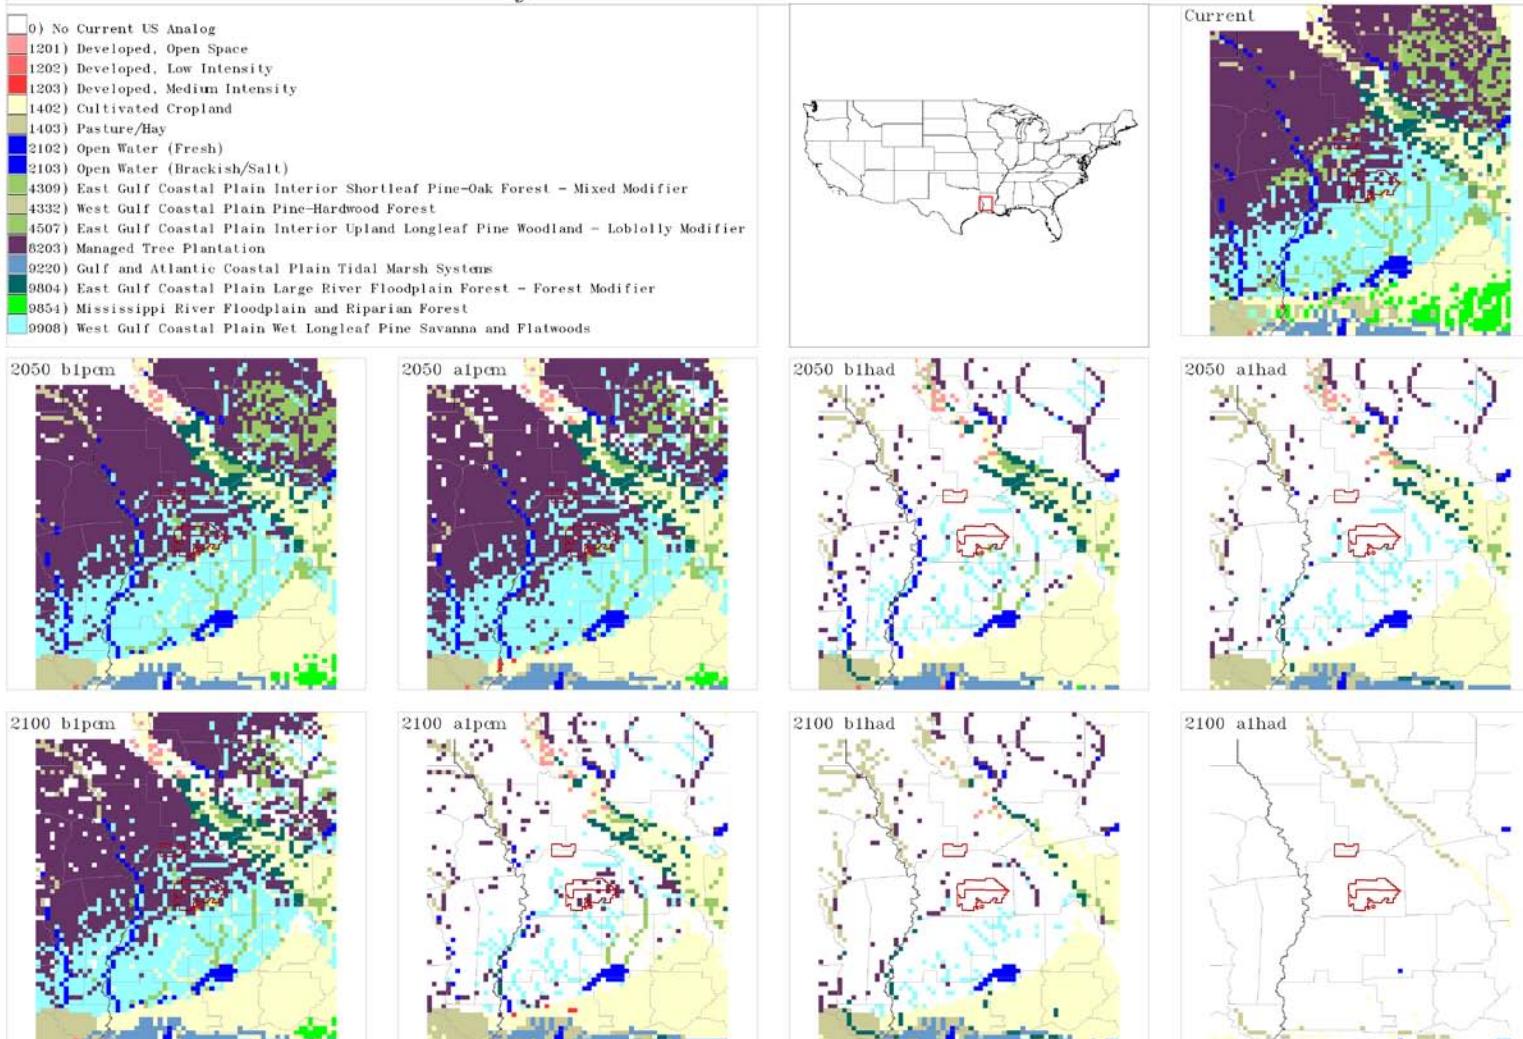 0) No Current US Analog
1201) Developed, Open Space
1202) Developed, Low Intensity
1203) Developed, Medium Intensity
1402) Cultivated Cropland
1403) Pasture/Hay
2102) Open Water (Fresh)
2103) Open Water (Brackish/Salt)
4309) East Gulf Coastal Plain Interior Shortleaf Pine-Oak Forest - Mixed Modifier
4332) West Gulf Coastal Plain Pine-Hardwood Forest
4507) East Gulf Coastal Plain Interior Upland Longleaf Pine Woodland - Loblolly Modifier
8203) Managed Tree Plantation
9220) Gulf and Atlantic Coastal Plain Tidal Marsh Systems
9804) East Gulf Coastal Plain Large River Floodplain Forest - Forest Modifier
9854) Mississippi River Floodplain and Riparian Forest
9908) West Gulf Coastal Plain Wet Longleaf Pine Savanna and Flatwoods
Current
2050 b1pcm
2050 a1pcm
2050 b1had
2050 a1had
2100 b1pcm
2100 a1pcm
2100 b1had
2100 a1had